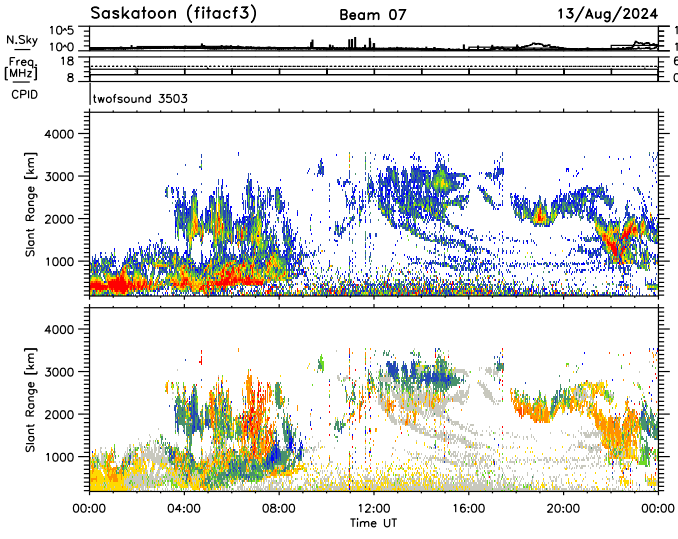 Saskatoon (fitacf3) Beam 07 13/Aug/2024
N.Sky 10^5 10^0 1 1
Freq. [MHz] 18 8 6 0
CPID twofsound 3503
Slant Range [km] 4000 3000 2000 1000
Slant Range [km] 4000 3000 2000 1000
00:00 04:00 08:00 12:00 16:00 20:00 00:00
Time UT